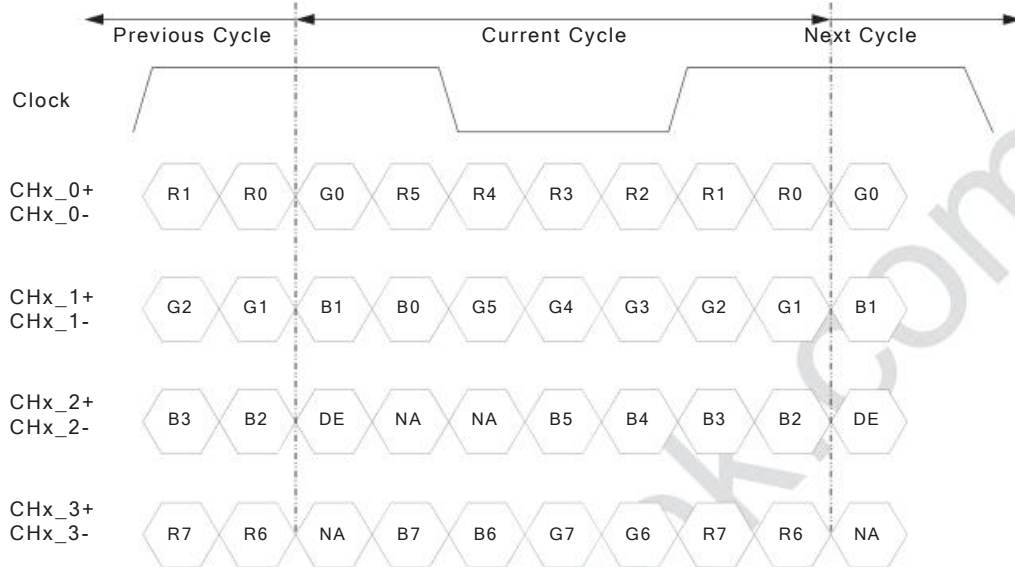 Previous Cycle Current Cycle Next Cycle
Clock
CHx_0+
CHx_0-
R1 R0 G0 R5 R4 R3 R2 R1 R0 G0
CHx_1+
CHx_1-
G2 G1 B1 B0 G5 G4 G3 G2 G1 B1
CHx_2+
CHx_2-
B3 B2 DE NA NA B5 B4 B3 B2 DE
CHx_3+
CHx_3-
R7 R6 NA B7 B6 G7 G6 R7 R6 NA